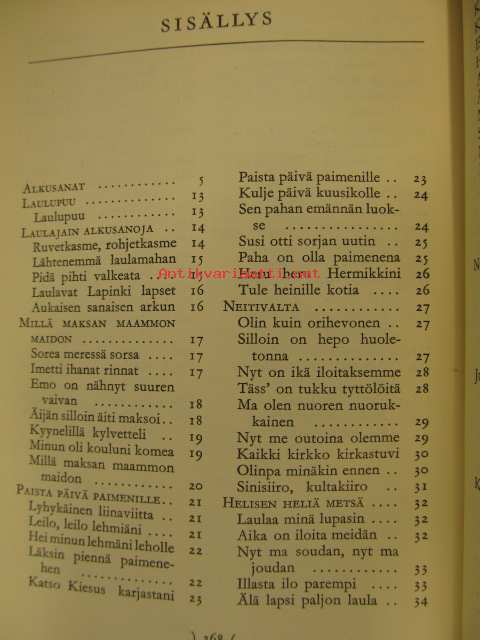 SISÄLLYS
ALKUSANAT ............ 5
LAULUPUU ............. 13
Laulupuu ............ 13
LAULAJAIN ALKUSANOJA .. 14
Ruvetkasme, rohjetkasme 14
Lähtenemmä laulamahan 15
Pidä pihti valkeata .... 16
Laulavat Lapinki lapset 16
Aukaisen sanaisen arkun 16
MILLÄ MAKSAN MAAMMON
MAIDON ............. 17
Sorea meressä sorsa .... 17
Imetti ihanat rinnat .... 17
Emo on nähnyt suuren
vaivan ............ 18
Äijän silloin äiti maksoi.. 18
Kyynelillä kylvetteli .. 19
Minun oli kouluni komea 19
Millä maksan maammon
maidon ............ 20
PAISTA PÄIVÄ PAIMENILLE.. 21
Lyhykäinen liinaviitta .. 21
Leilo, leilo lehmiäni .... 21
Hei minun lehmäni leholle 22
Läksin piennä paimene-
hen ............ 22
Katso Kiesus karjastani 23
Paista päivä paimenille .. 23
Kulje päivä kuusikolle .. 24
Sen pahan emännän luok-
se ................ 24
Susi otti sorjan uutin .. 25
Paha on olla paimenena 25
Heru hera Hermikkini 26
Tule heinille kotia .... 26
NEITIVALTA ............ 27
Olin kuin orihevonen .. 27
Silloin on hepo huole-
tonna .............. 27
Nyt on ikä iloitaksemme 28
Täss' on tukku tyttölöitä 28
Ma olen nuoren nuoruk-
kainen ............ 29
Nyt me outoina olemme 29
Kaikki kirkko kirkastuvi 30
Olinpa minäkin ennen .. 30
Sinisiiro, kultakiiro .. 31
HELISEN HELIÄ METSÄ .... 32
Laulaa minä lupasin .... 32
Aika on iloita meidän .. 32
Nyt ma soudan, nyt ma
joudan ............ 33
Illasta ilo parempi .... 33
Älä lapsi paljon laula .. 34
) 268 (